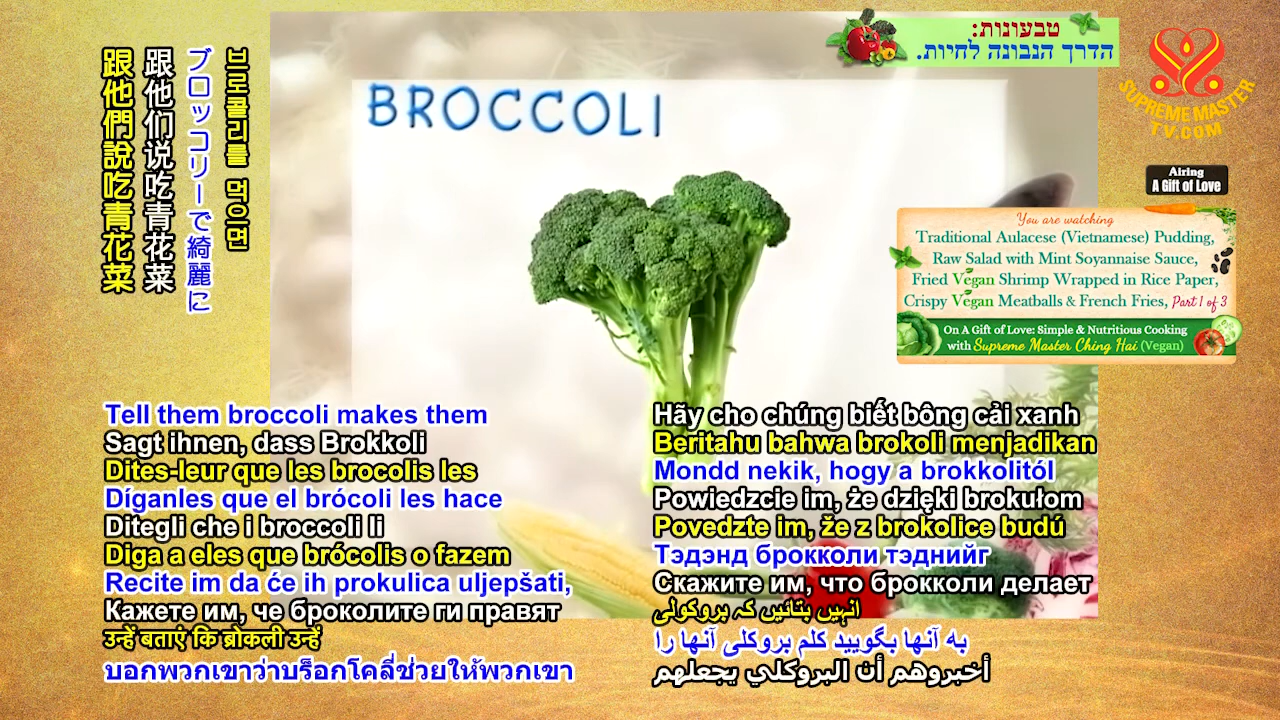 טבעונות:
הדרך הנבונה לחיות.
SUPREME MASTER
TV.COM
Airing
A Gift of Love
You are watching
Traditional Aulacese (Vietnamese) Pudding,
Raw Salad with Mint Soyannaise Sauce,
Fried Vegan Shrimp Wrapped in Rice Paper,
Crispy Vegan Meatballs & French Fries, Part 1 of 3
On A Gift of Love: Simple & Nutritious Cooking
with Supreme Master Ching Hai (Vegan)
BROCCOLI
跟他們說吃青花菜
跟他们说吃青花菜
ブロッコリーで綺麗に
브로콜리를 먹이면
Tell them broccoli makes them
Sagt ihnen, dass Brokkoli
Dites-leur que les brocolis les
Díganles que el brócoli les hace
Ditegli che i broccoli li
Diga a eles que brócolis o fazem
Recite im da će ih prokulica uljepšati,
Кажете им, че броколите ги правят
उन्हें बताएं कि ब्रोकली उन्हें
บอกพวกเขาว่าบร็อกโคลี่ช่วยให้พวกเขา
Hãy cho chúng biết bông cải xanh
Beritahu bahwa brokoli menjadikan
Mondd nekik, hogy a brokkolitól
Powiedzcie im, że dzięki brokułom
Povedzte im, že z brokolice budú
Тэдэнд брокколи тэднийг
Скажите им, что брокколи делает
انہیں بتائیں کہ بروکولی
به آنها بگویید کلم بروکلی آنها را
أخبروهم أن البروكلي يجعلهم